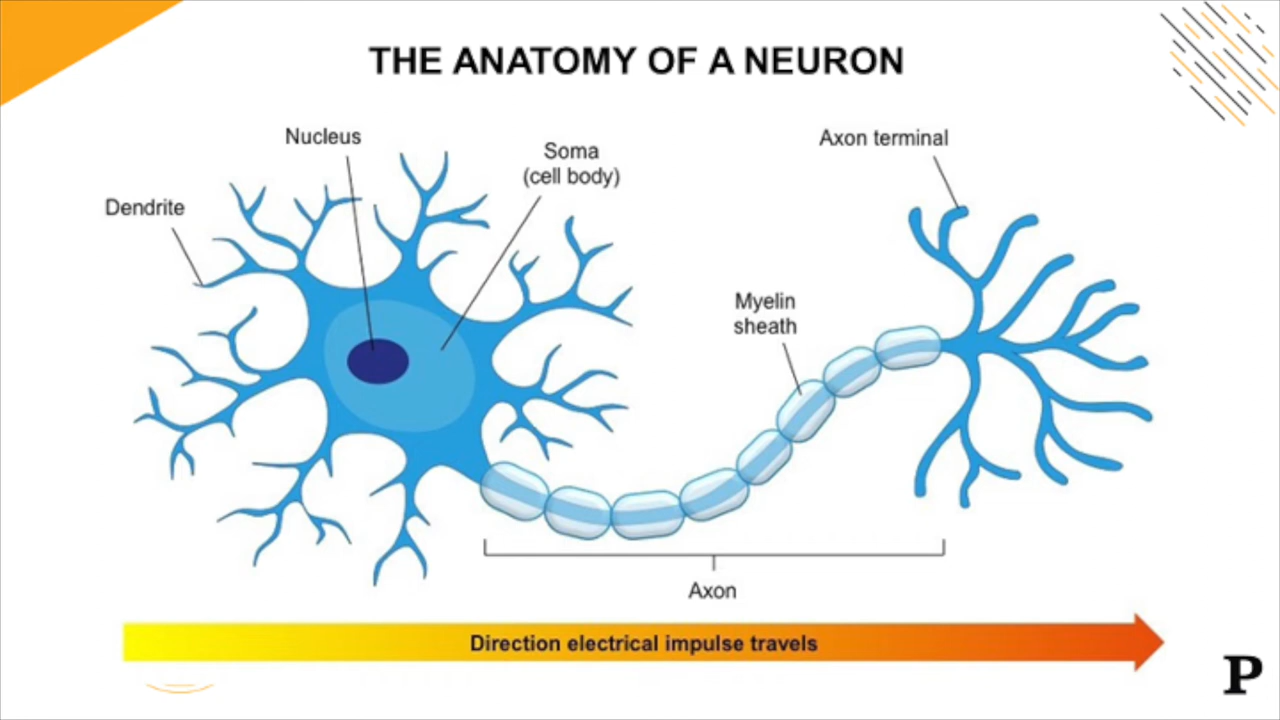 THE ANATOMY OF A NEURON
Nucleus
Soma
(cell body)
Axon terminal
Dendrite
Myelin
sheath
Axon
Direction electrical impulse travels
P